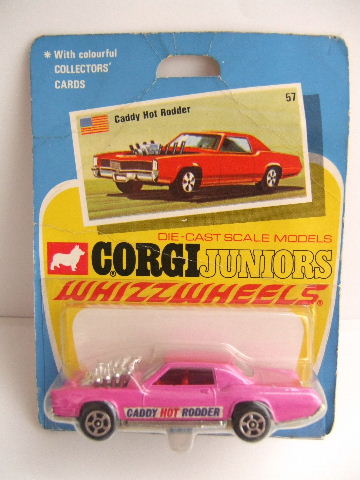 ★ With colourful
COLLECTORS'
CARDS
57
Caddy Hot Rodder
DIE-CAST SCALE MODELS
CORGI JUNIORS
WHIZZWHEELS®
CADDY HOT RODDER